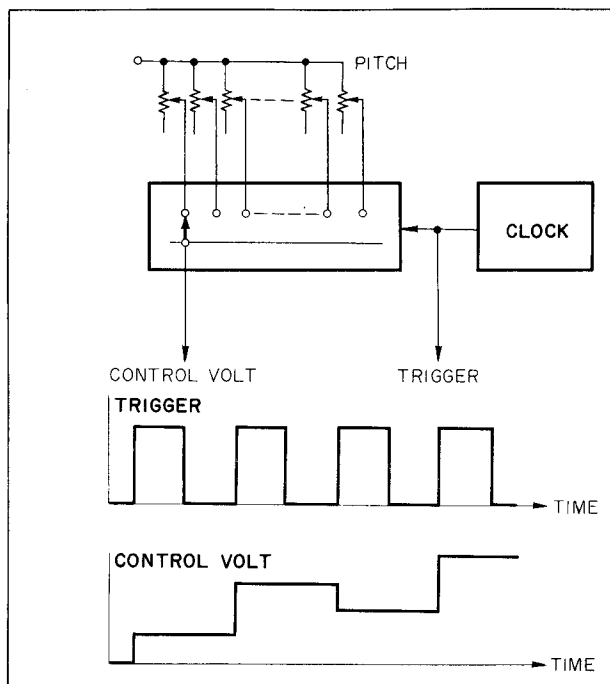 PITCH
CLOCK
CONTROL VOLT
TRIGGER
TRIGGER
TIME
CONTROL VOLT
TIME